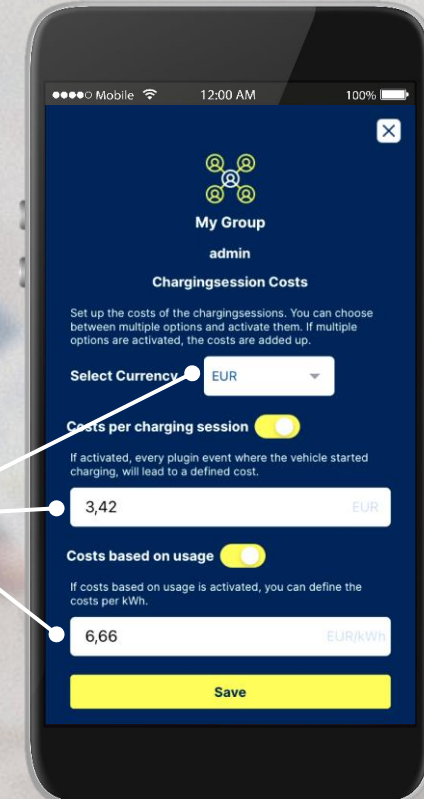 Mobile 12:00 AM 100%
My Group
admin
Chargingsession Costs
Set up the costs of the chargingsessions. You can choose
between multiple options and activate them. If multiple
options are activated, the costs are added up.
Select Currency EUR
Costs per charging session
If activated, every plugin event where the vehicle started
charging, will lead to a defined cost.
3,42 EUR
Costs based on usage
If costs based on usage is activated, you can define the
costs per kWh.
6,66 EUR/kWh
Save